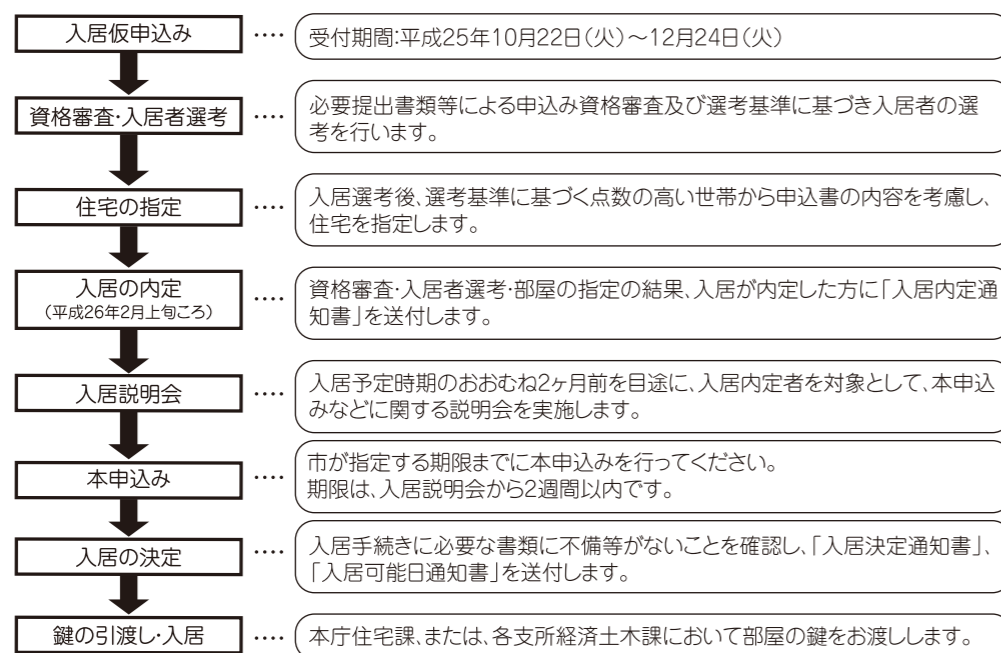 入居仮申込み
‥‥
受付期間:平成25年10月22日(火)～12月24日(火)
資格審査・入居者選考
‥‥
必要提出書類等による申込み資格審査及び選考基準に基づき入居者の選
考を行います。
住宅の指定
‥‥
入居選考後、選考基準に基づく点数の高い世帯から申込書の内容を考慮し、
住宅を指定します。
入居の内定
(平成26年2月上旬ころ)
‥‥
資格審査・入居者選考・部屋の指定の結果、入居が内定した方に「入居内定通
知書」を送付します。
入居説明会
‥‥
入居予定時期のおおむね2ヶ月前を目途に、入居内定者を対象として、本申込
みなどに関する説明会を実施します。
本申込み
‥‥
市が指定する期限までに本申込みを行ってください。
期限は、入居説明会から2週間以内です。
入居の決定
‥‥
入居手続きに必要な書類に不備等がないことを確認し、「入居決定通知書」、
「入居可能日通知書」を送付します。
鍵の引渡し・入居
‥‥
本庁住宅課、または、各支所経済土木課において部屋の鍵をお渡しします。